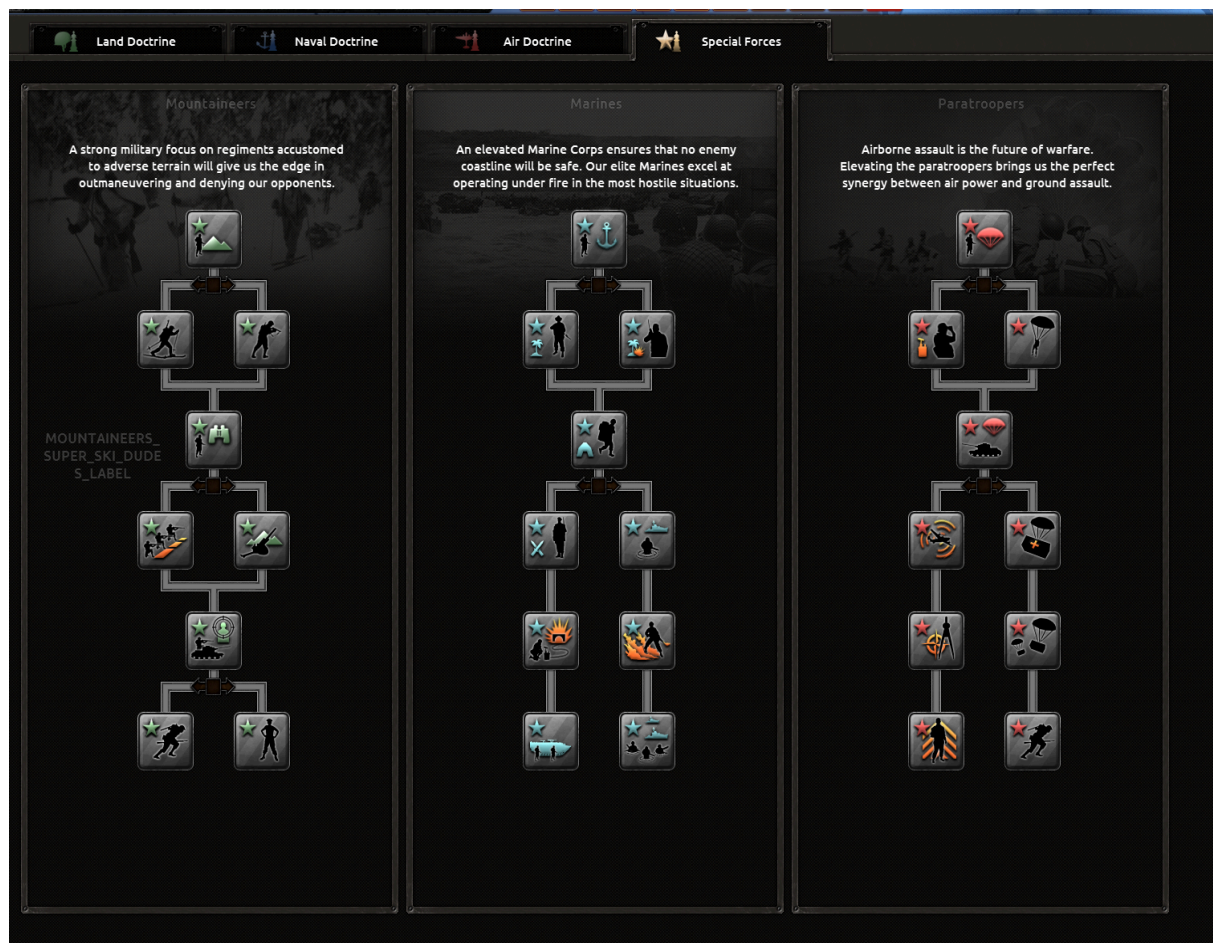 Land Doctrine
Naval Doctrine
Air Doctrine
Special Forces
Mountaineers
A strong military focus on regiments accustomed
to adverse terrain will give us the edge in
outmaneuvering and denying our opponents.
MOUNTAINEERS_
SUPER_SKI_DUDE
S_LABEL
Marines
An elevated Marine Corps ensures that no enemy
coastline will be safe. Our elite Marines excel at
operating under fire in the most hostile situations.
Paratroopers
Airborne assault is the future of warfare.
Elevating the paratroopers brings us the perfect
synergy between air power and ground assault.